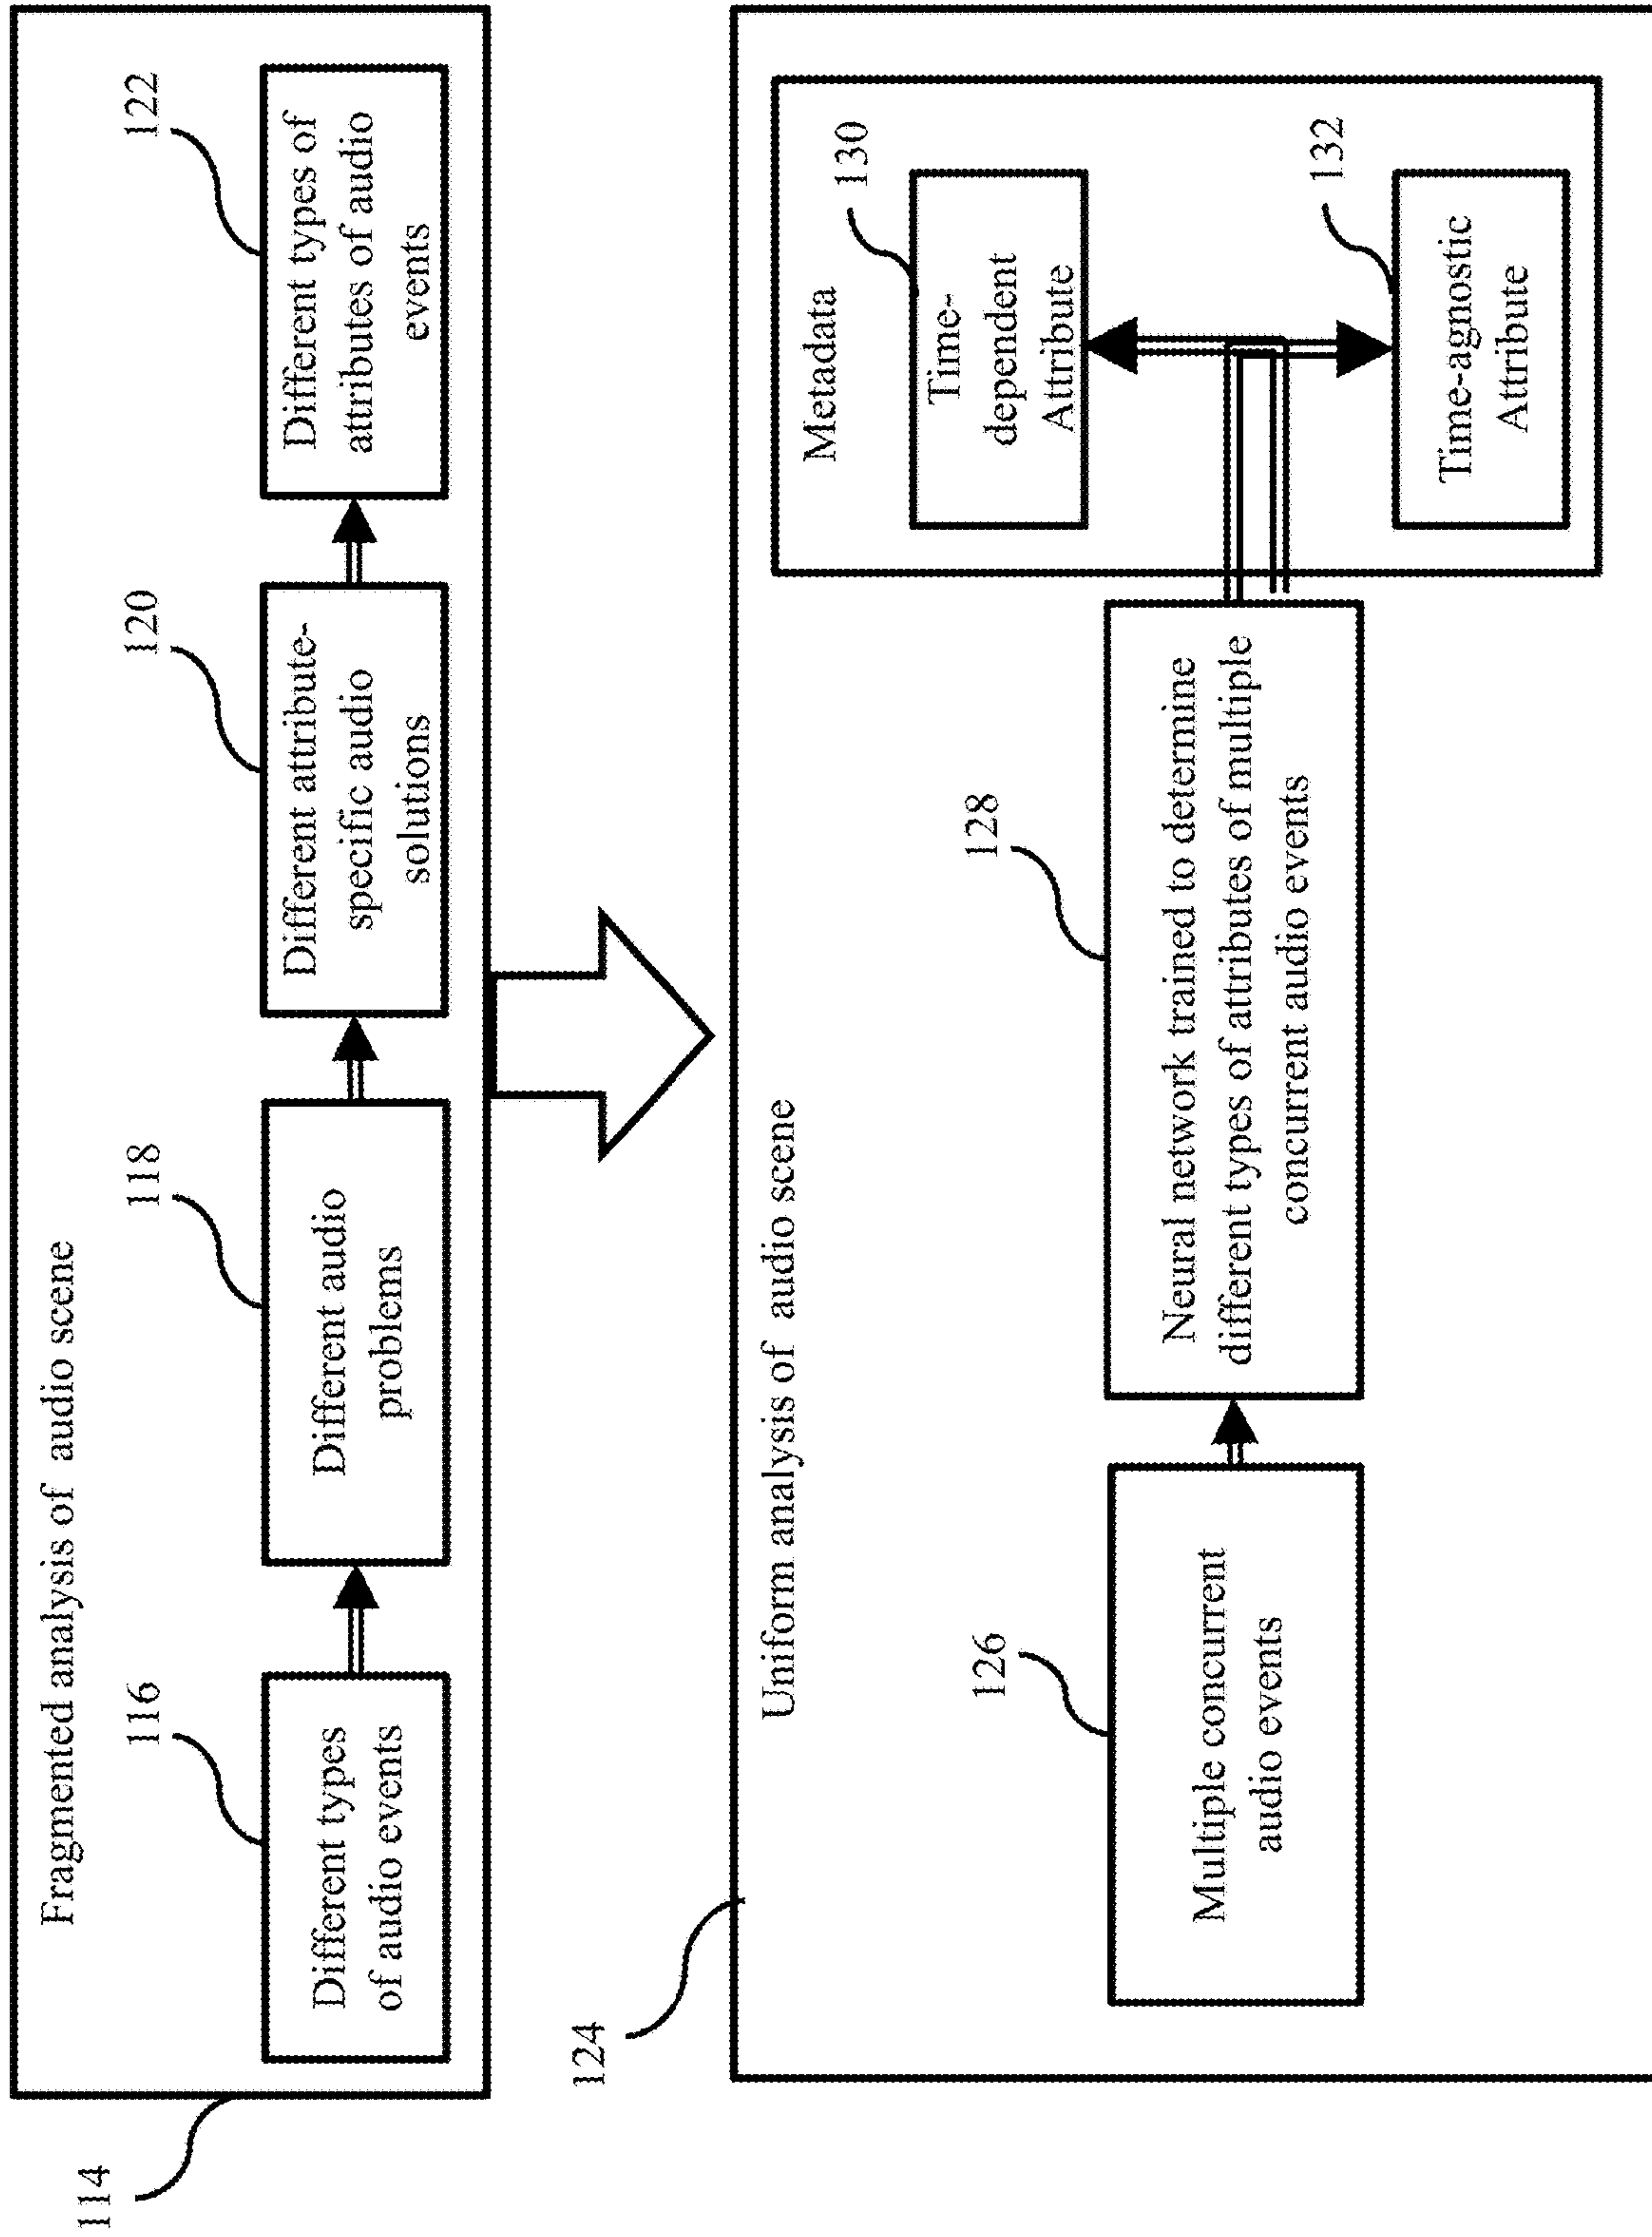 114
Fragmented analysis of audio scene
116
Different types
of audio events
118
Different audio
problems
120
Different attribute-
specific audio
solutions
122
Different types of
attributes of audio
events
124
Uniform analysis of audio scene
126
Multiple concurrent
audio events
128
Neural network trained to determine
different types of attributes of multiple
concurrent audio events
Metadata
130
Time-
dependent
Attribute
132
Time-agnostic
Attribute